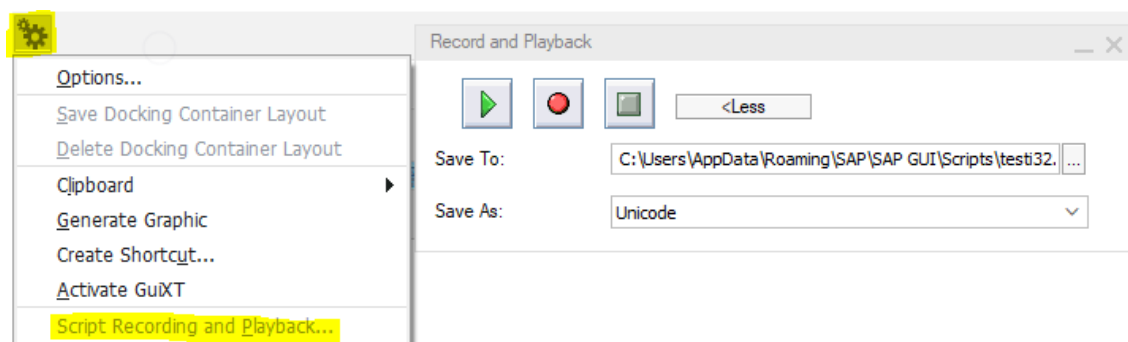 Options...
Save Docking Container Layout
Delete Docking Container Layout
Clipboard
Generate Graphic
Create Shortcut...
Activate GuiXT
Script Recording and Playback...
Record and Playback
<Less
Save To: C:\Users\AppData\Roaming\SAP\SAP GUI\Scripts\testi32. ...
Save As: Unicode